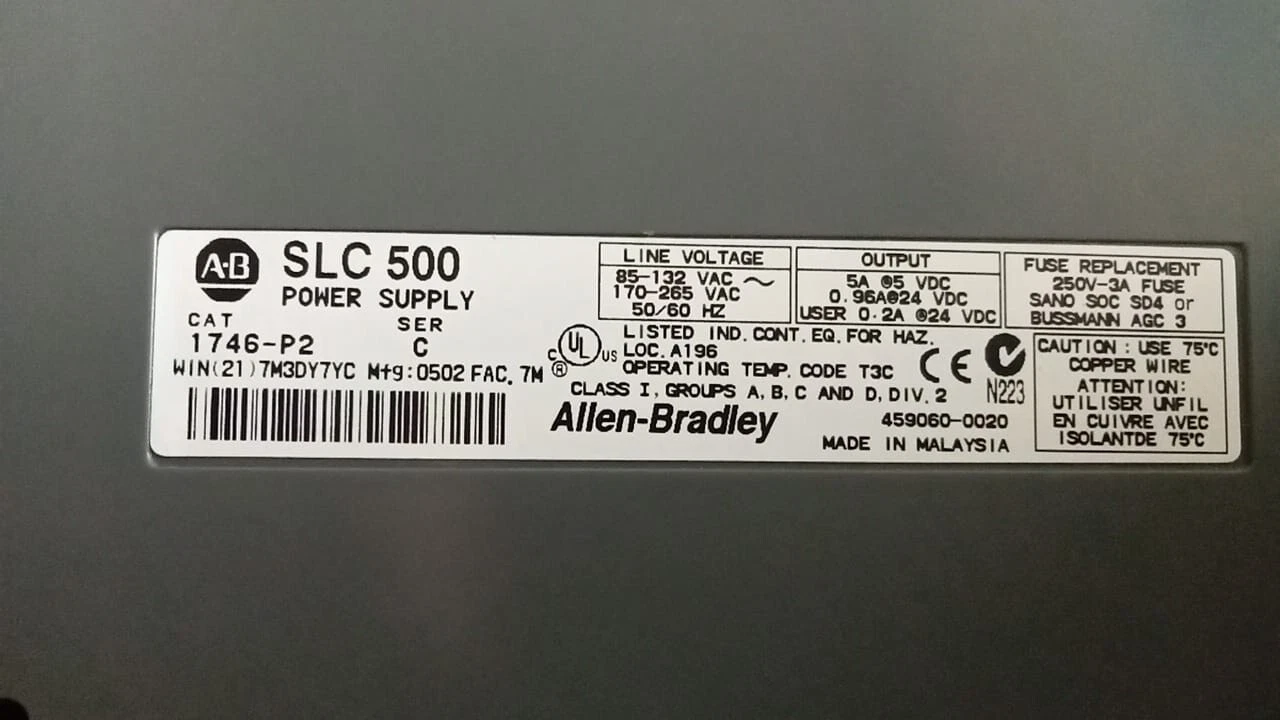 A·B
SLC 500
POWER SUPPLY
CAT
1746-P2
SER
C
WIN(21)7M3DY7YC Mfg:0502 FAC. 7M
LINE VOLTAGE
85-132 VAC ~
170-265 VAC
50/60 HZ
OUTPUT
5A @5 VDC
0.96A@24 VDC
USER 0.2A @24 VDC
FUSE REPLACEMENT
250V-3A FUSE
SANO SOC SD4 or
BUSSMANN AGC 3
C UL US
®
LISTED IND. CONT. EQ. FOR HAZ.
LOC. A196
OPERATING TEMP. CODE T3C
CLASS I, GROUPS A, B, C AND D, DIV. 2
CE
N223
Allen-Bradley
459060-0020
MADE IN MALAYSIA
CAUTION : USE 75°C
COPPER WIRE
ATTENTION:
UTILISER UNFIL
EN CUIVRE AVEC
ISOLANTDE 75°C